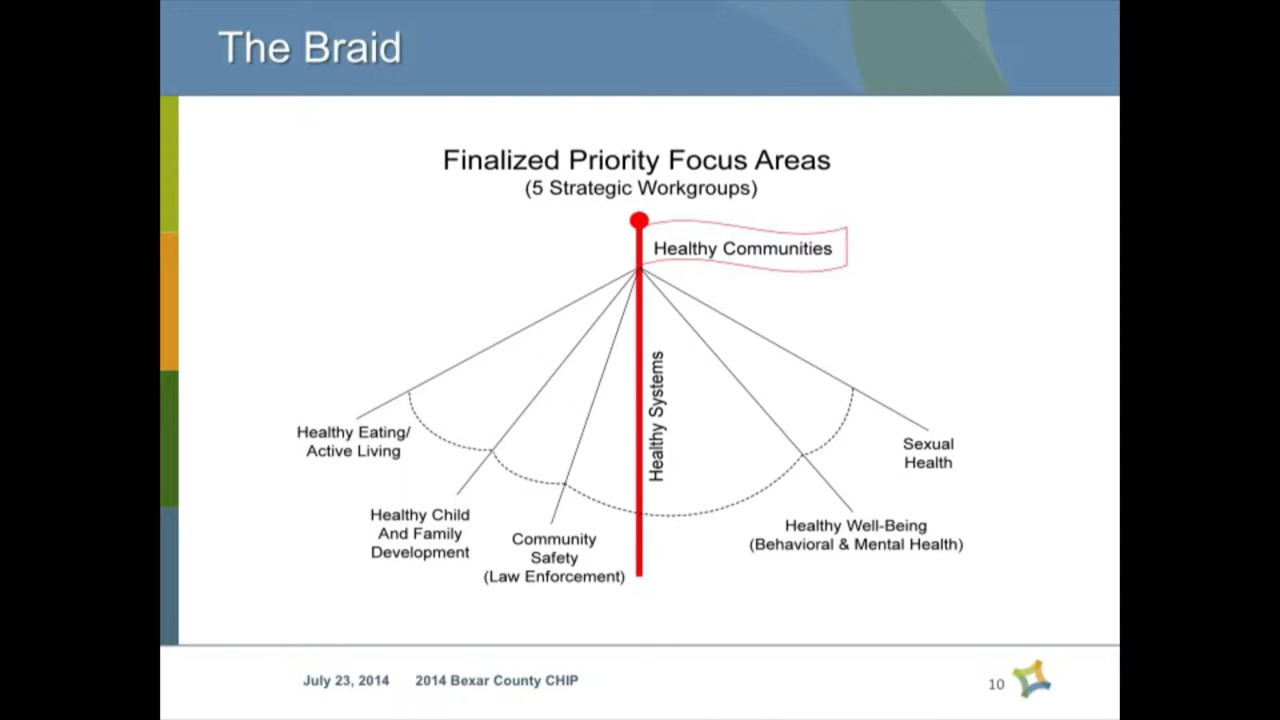 The Braid
Finalized Priority Focus Areas
(5 Strategic Workgroups)
Healthy Communities
Healthy Systems
Healthy Eating/
Active Living
Healthy Child
And Family
Development
Community
Safety
(Law Enforcement)
Healthy Well-Being
(Behavioral & Mental Health)
Sexual
Health
July 23, 2014 2014 Bexar County CHIP
10